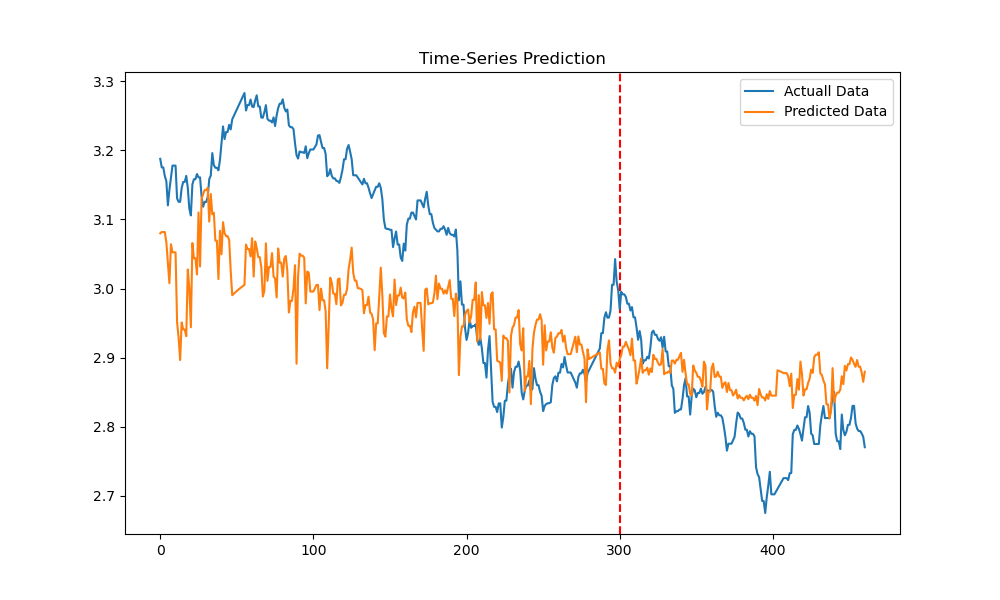 Time-Series Prediction
Actuall Data
Predicted Data
3.3
3.2
3.1
3.0
2.9
2.8
2.7
0 100 200 300 400